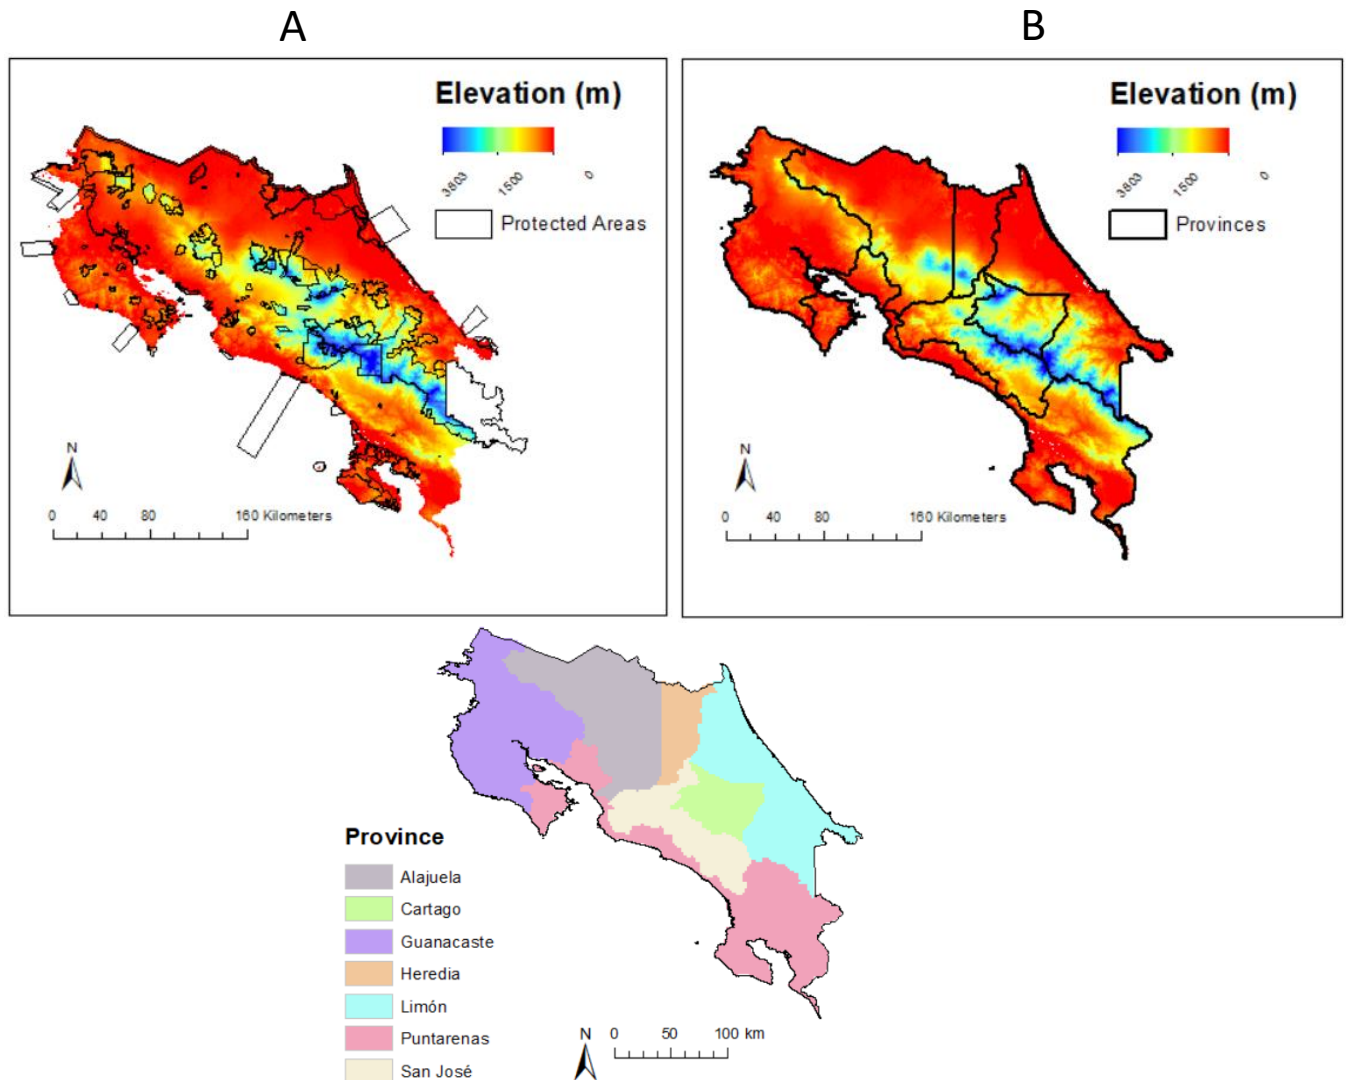 A
B
Elevation (m)
3803
1500
0
Protected Areas
N
0 40 80 160 Kilometers
Elevation (m)
3803
1500
0
Provinces
N
0 40 80 160 Kilometers
Province
Alajuela
Cartago
Guanacaste
Heredia
Limón
Puntarenas
San José
N
0 50 100 km